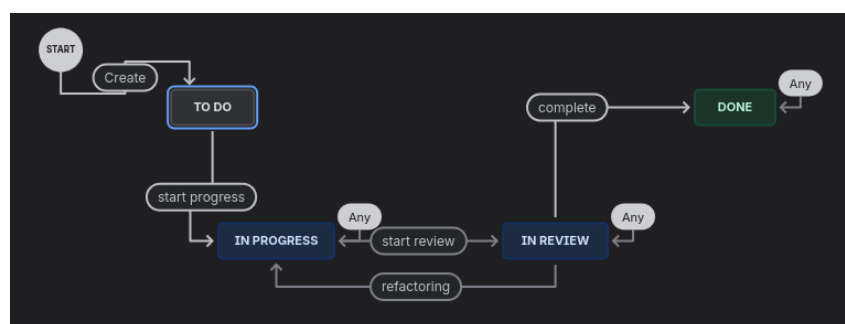 START
Create
TO DO
complete
DONE
Any
start progress
Any
IN PROGRESS
start review
IN REVIEW
Any
refactoring